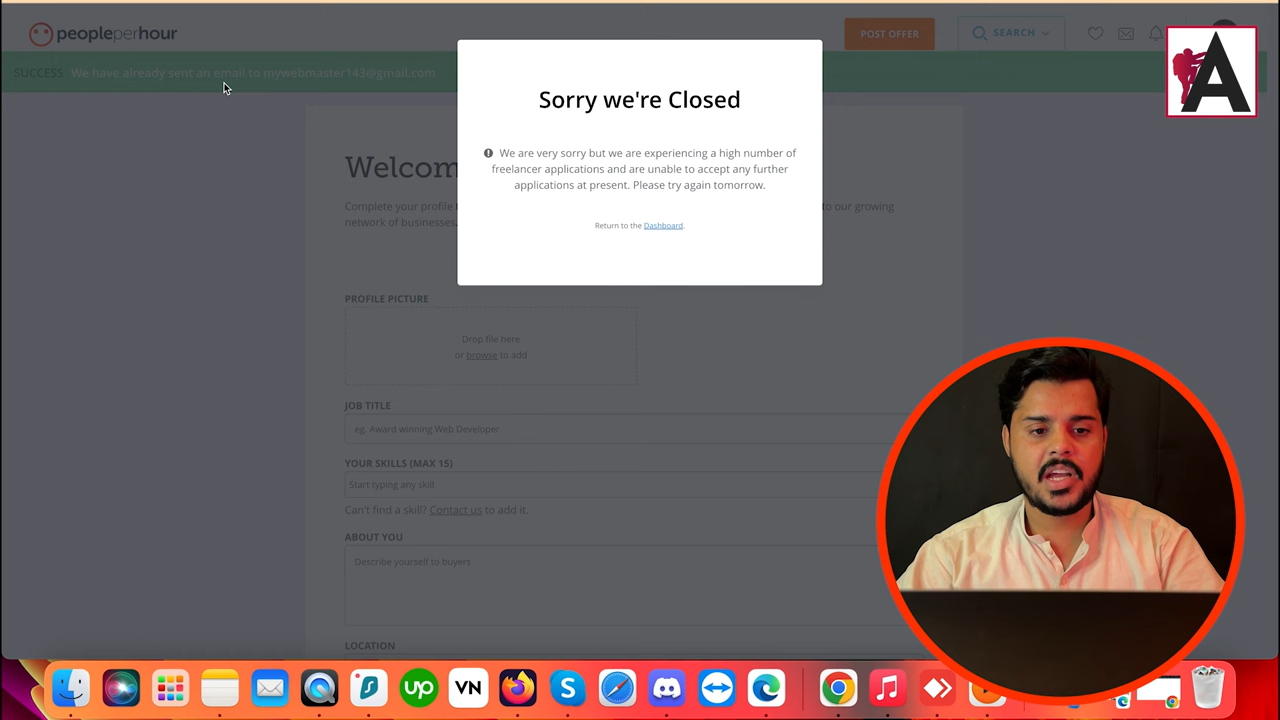 peopleperhour
POST OFFER
SEARCH
SUCCESS: We have already sent an email to mywebmaster143@gmail.com
A
Sorry we're Closed
We are very sorry but we are experiencing a high number of
freelancer applications and are unable to accept any further
applications at present. Please try again tomorrow.
Return to the Dashboard.
Welcom
Complete your profile
to our growing
network of businesses.
PROFILE PICTURE
Drop file here
or browse to add
JOB TITLE
eg. Award winning Web Developer
YOUR SKILLS (MAX 15)
Start typing any skill
Can't find a skill? Contact us to add it.
ABOUT YOU
Describe yourself to buyers
LOCATION
up
VN